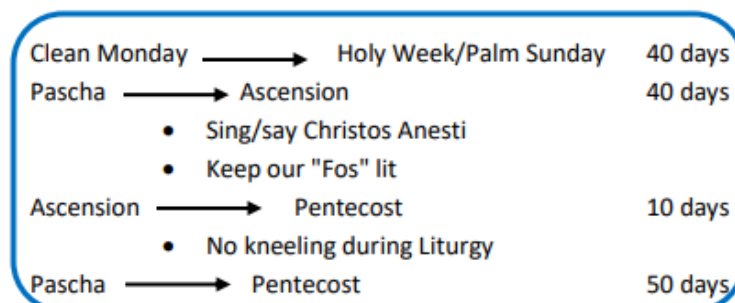 Clean Monday Holy Week/Palm Sunday 40 days
Pascha Ascension 40 days
• Sing/say Christos Anesti
• Keep our "Fos" lit
Ascension Pentecost 10 days
• No kneeling during Liturgy
Pascha Pentecost 50 days